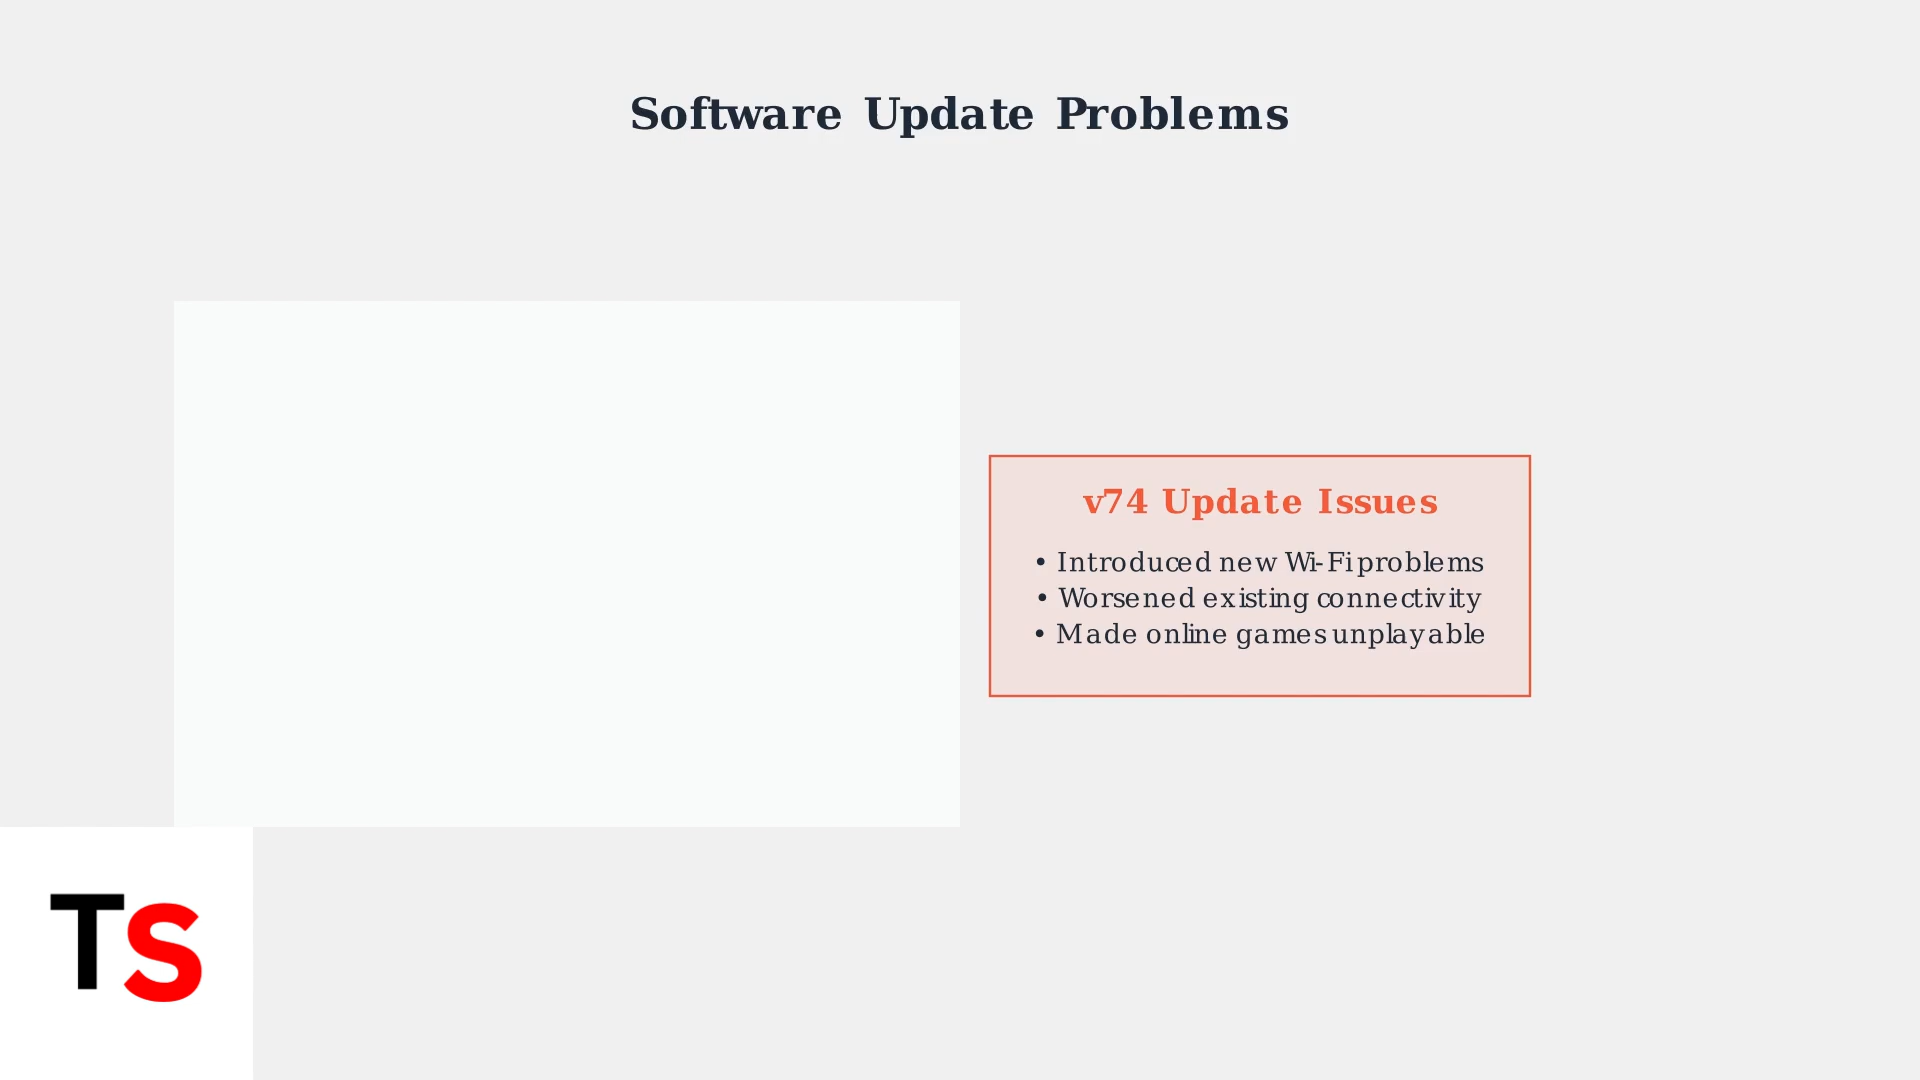 Software Update Problems
v74 Update Issues
• Introduced new Wi-Fi problems
• Worsened existing connectivity
• Made online games unplayable
TS